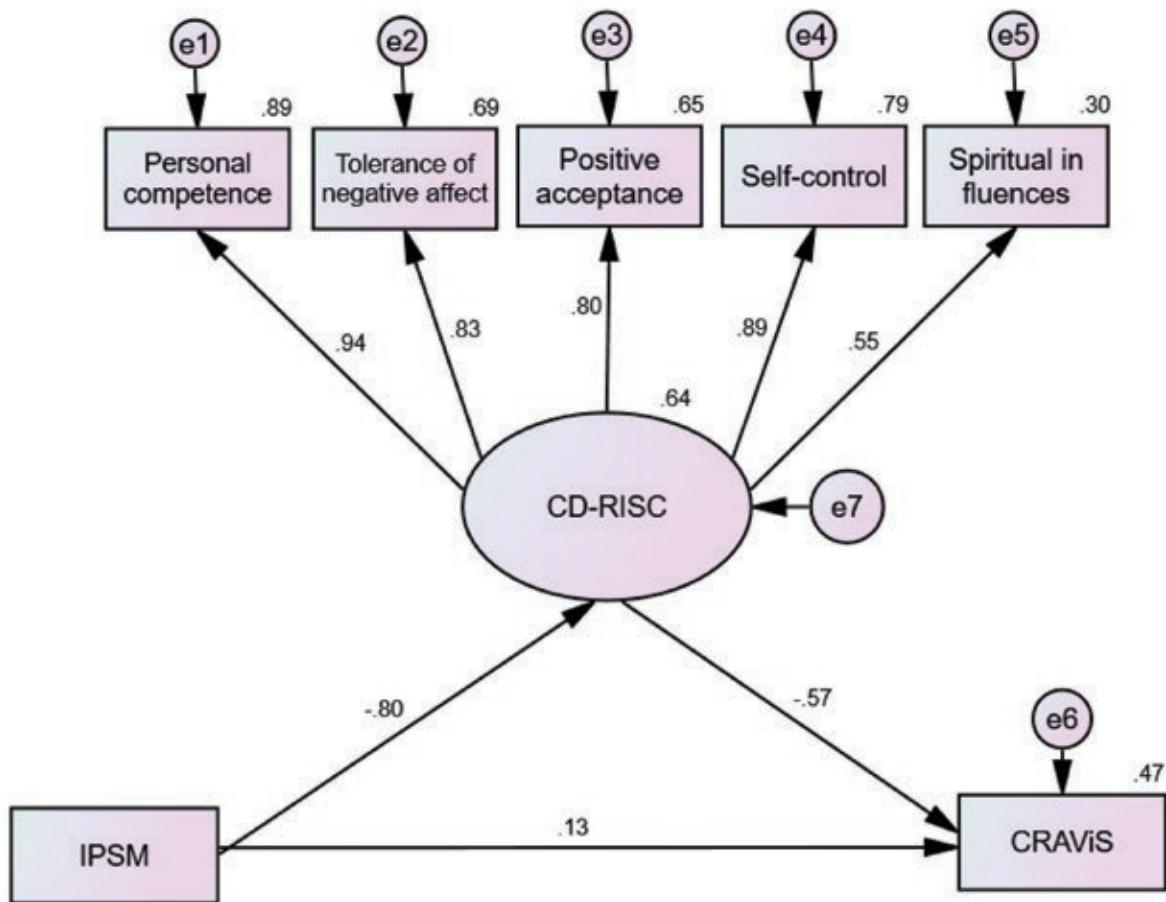 e1
e2
e3
e4
e5
.89
.69
.65
.79
.30
Personal
competence
Tolerance of
negative affect
Positive
acceptance
Self-control
Spiritual in
fluences
.94
.83
.80
.89
.55
.64
CD-RISC
e7
-.80
-.57
e6
.47
.13
IPSM
CRAViS